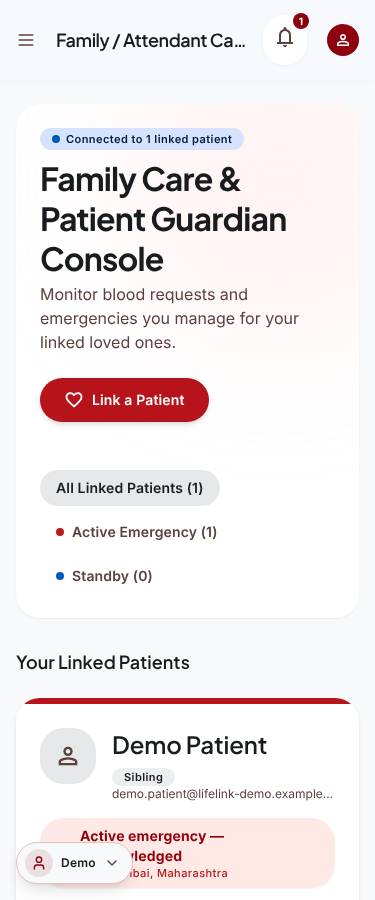 Family / Attendant Ca...
1
Connected to 1 linked patient
Family Care &
Patient Guardian
Console
Monitor blood requests and
emergencies you manage for your
linked loved ones.
Link a Patient
All Linked Patients (1)
Active Emergency (1)
Standby (0)
Your Linked Patients
Demo Patient
Sibling
demo.patient@lifelink-demo.example...
Active emergency —
Maharashtra
Demo